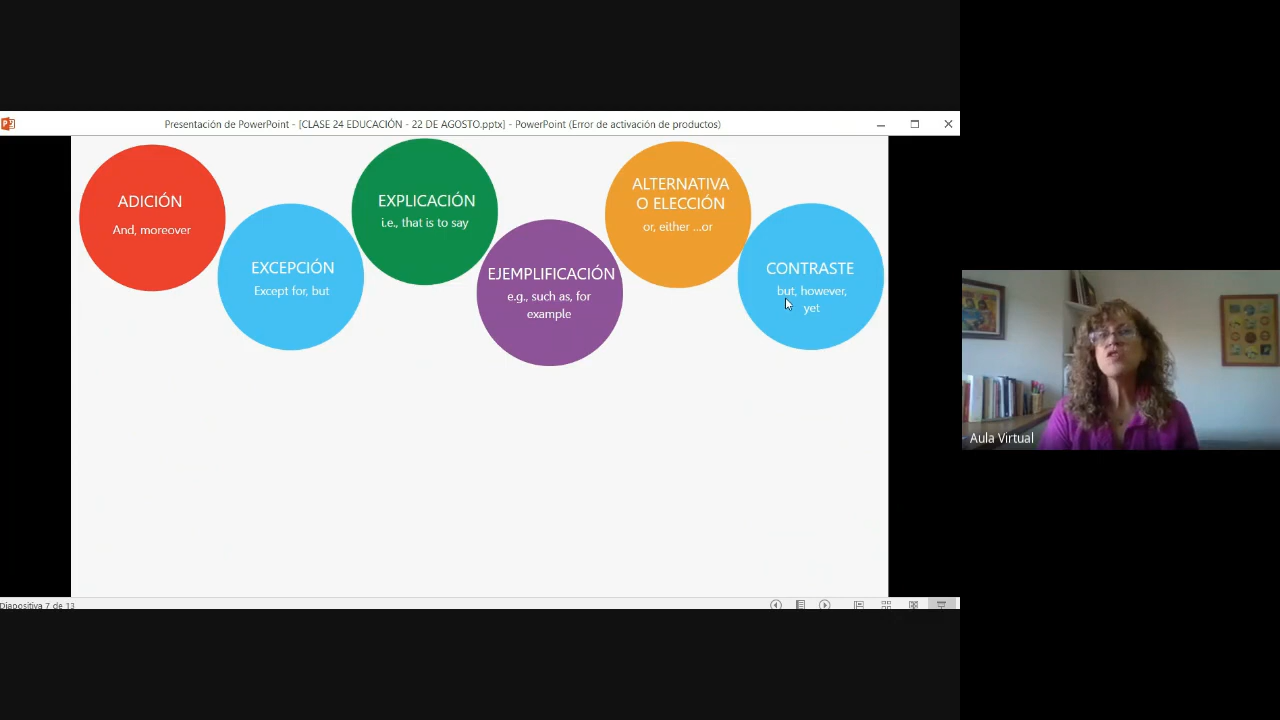 Presentación de PowerPoint - [CLASE 24 EDUCACIÓN - 22 DE AGOSTO.pptx] - PowerPoint (Error de activación de productos)
ADICIÓN
And, moreover
EXCEPCIÓN
Except for, but
EXPLICACIÓN
i.e., that is to say
EJEMPLIFICACIÓN
e.g., such as, for
example
ALTERNATIVA
O ELECCIÓN
or, either ...or
CONTRASTE
but, however,
yet
Aula Virtual
Diapositiva 7 de 13